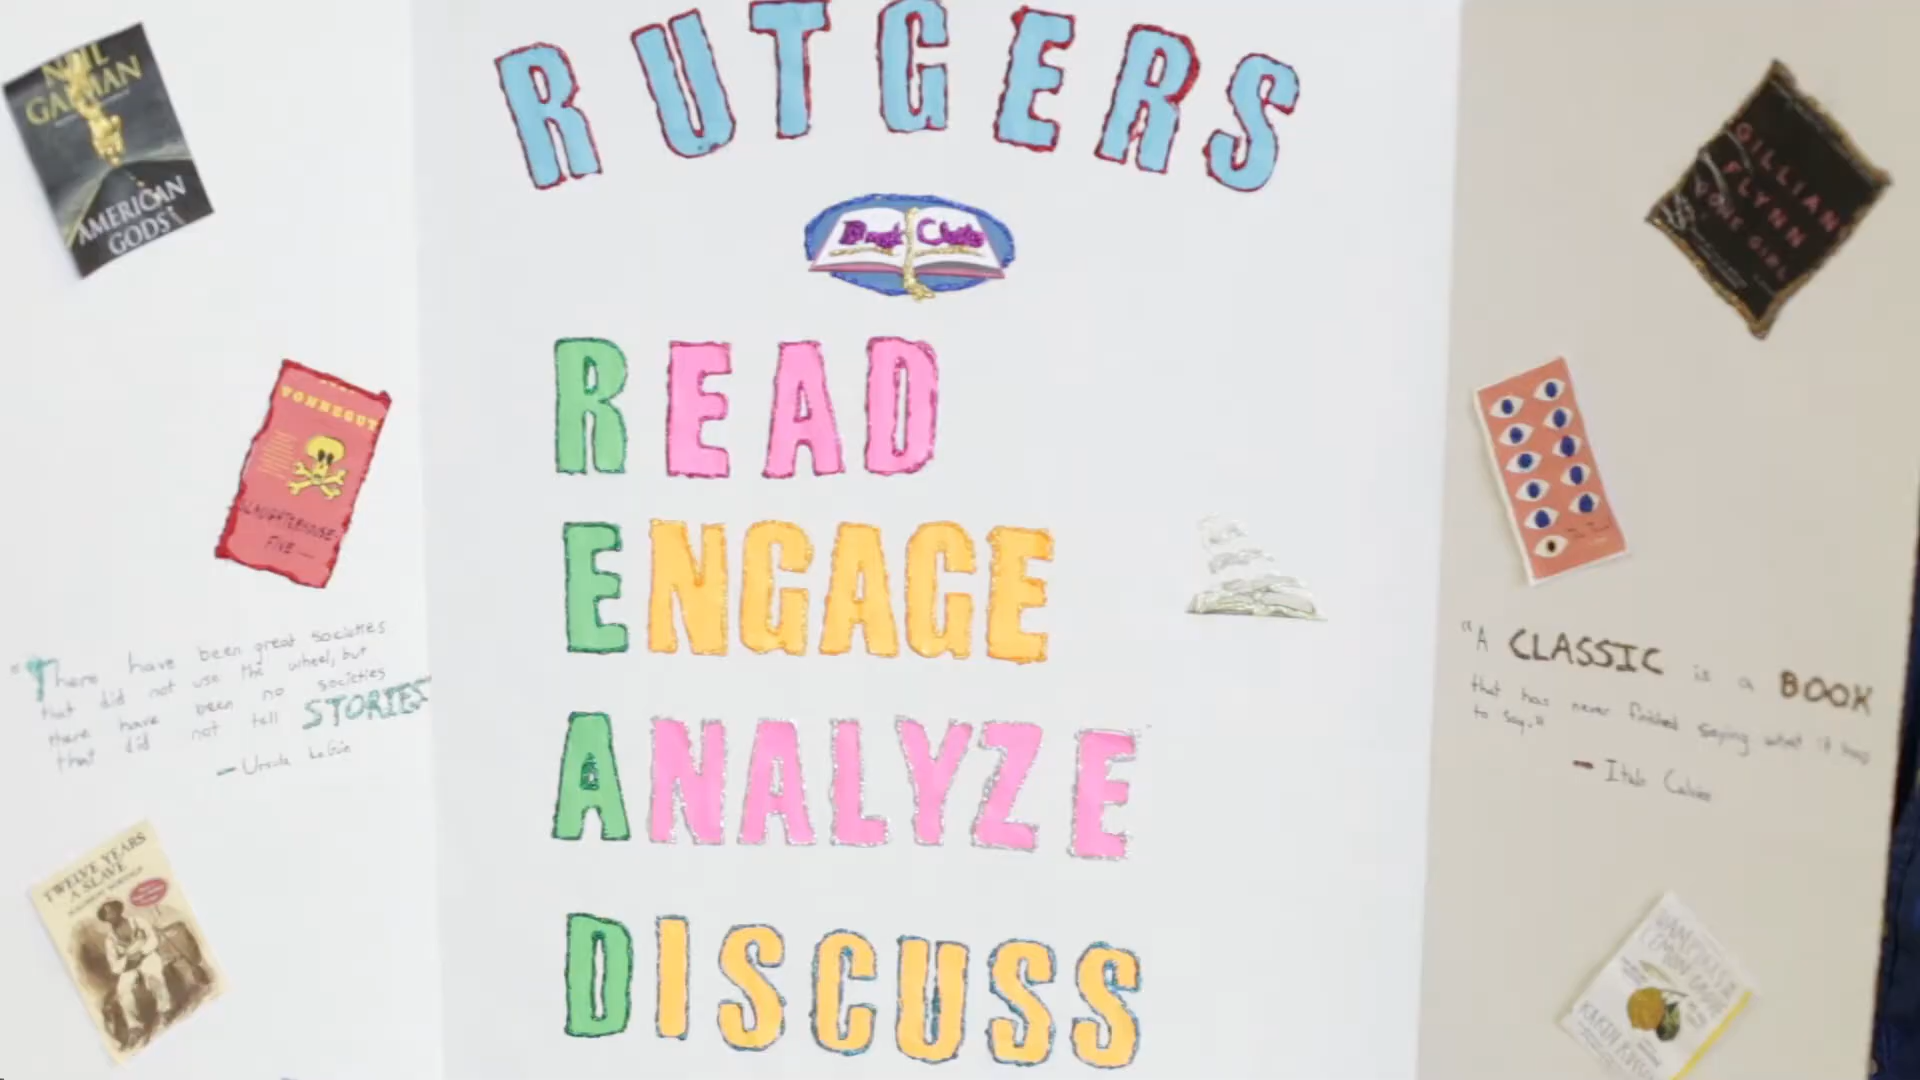 NEIL
GAIMAN
AMERICAN
GODS
VONNEGUT
SLAUGHTERHOUSE-
FIVE
"There have been great societies
that did not use the wheel, but
there have been no societies
that did not tell STORIES"
— Ursula LeGuin
TWELVE YEARS
A SLAVE
RUTGERS
Book Club
READ
ENGAGE
ANALYZE
DISCUSS
GILLIAN
FLYNN
GONE GIRL
"A CLASSIC is a BOOK
that has never finished saying what it has
to say."
— Italo Calvino